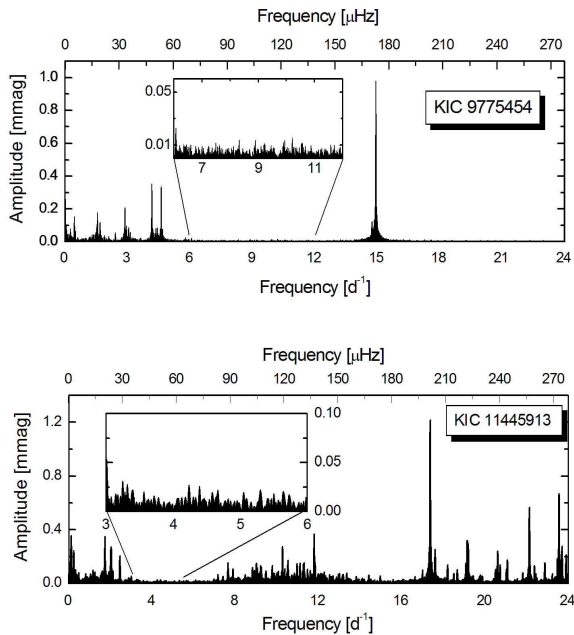 Frequency [μHz]
0 30 60 90 120 150 180 210 240 270
Amplitude [mmag]
1.0
0.8
0.6
0.4
0.2
0.0
KIC 9775454
0.05
0.01
7 9 11
0 3 6 9 12 15 18 21 24
Frequency [d⁻¹]
Frequency [μHz]
0 30 60 90 120 150 180 210 240 270
Amplitude [mmag]
1.2
0.8
0.4
0.0
KIC 11445913
0.10
0.05
0.00
3 4 5 6
0 4 8 12 16 20 24
Frequency [d⁻¹]